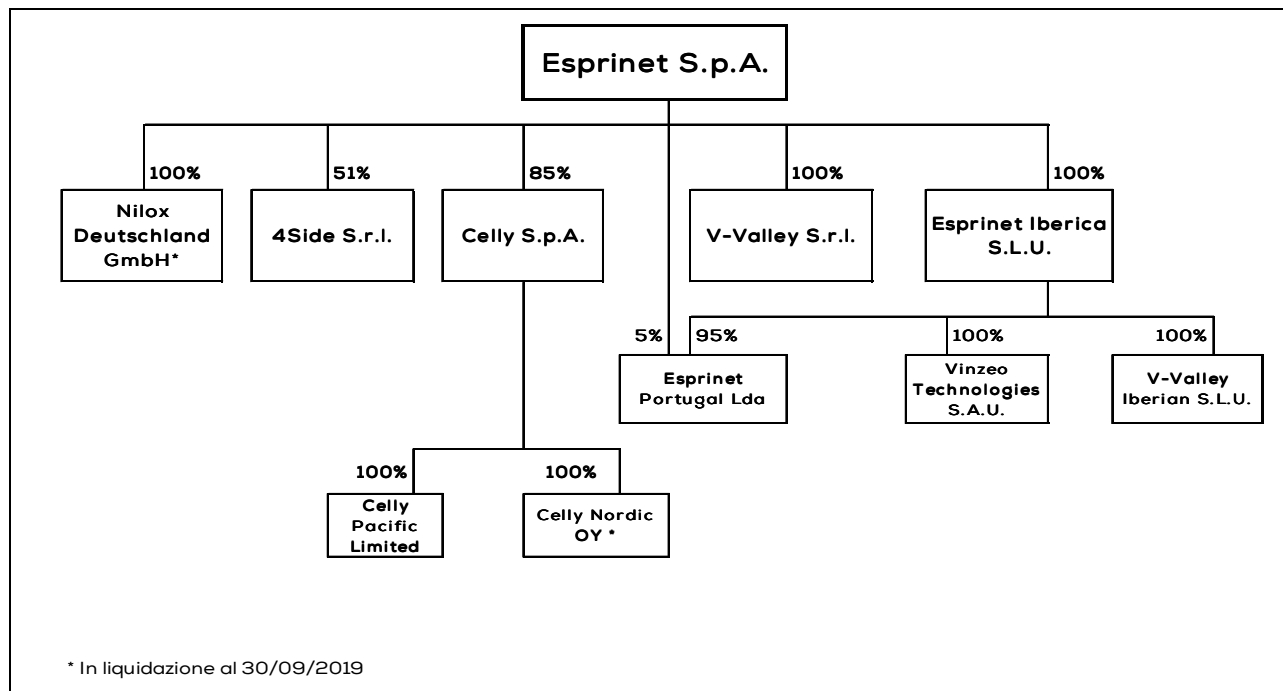 Esprinet S.p.A.
100%
51%
85%
100%
100%
Nilox
Deutschland
GmbH*
4Side S.r.l.
Celly S.p.A.
V-Valley S.r.l.
Esprinet Iberica
S.L.U.
5%
95%
100%
100%
Esprinet
Portugal Lda
Vinzeo
Technologies
S.A.U.
V-Valley
Iberian S.L.U.
100%
100%
Celly
Pacific
Limited
Celly Nordic
OY *
* In liquidazione al 30/09/2019